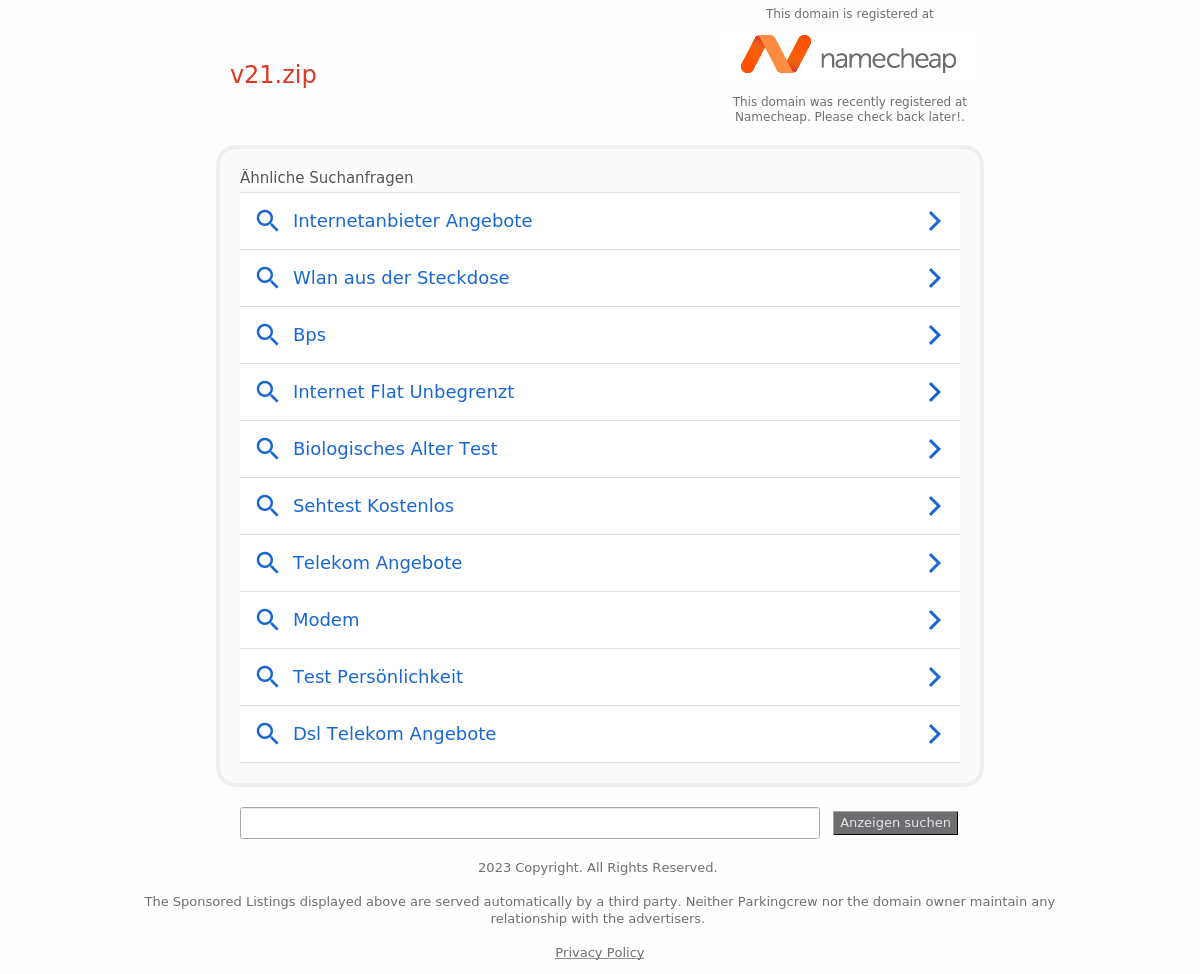 This domain is registered at
namecheap
v21.zip
This domain was recently registered at
Namecheap. Please check back later!.
Ähnliche Suchanfragen
Internetanbieter Angebote
Wlan aus der Steckdose
Bps
Internet Flat Unbegrenzt
Biologisches Alter Test
Sehtest Kostenlos
Telekom Angebote
Modem
Test Persönlichkeit
Dsl Telekom Angebote
Anzeigen suchen
2023 Copyright. All Rights Reserved.
The Sponsored Listings displayed above are served automatically by a third party. Neither Parkingcrew nor the domain owner maintain any
relationship with the advertisers.
Privacy Policy